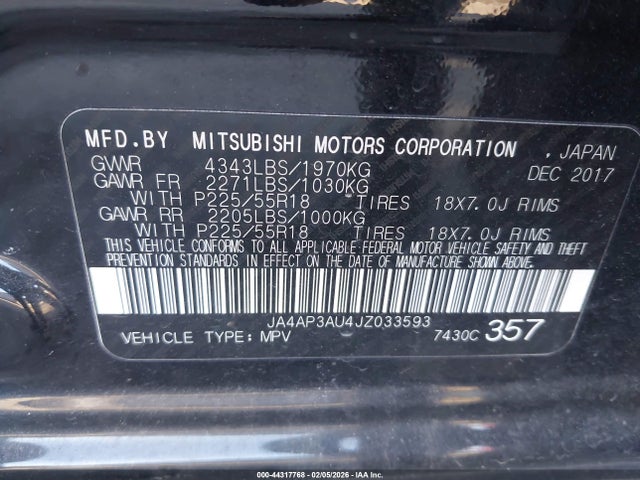 MFD.BY MITSUBISHI MOTORS CORPORATION , JAPAN
GVWR 4343LBS/1970KG DEC 2017
GAWR FR 2271LBS/1030KG
WITH P225/55R18 TIRES 18X7.0J RIMS
GAWR RR 2205LBS/1000KG
WITH P225/55R18 TIRES 18X7.0J RIMS
THIS VEHICLE CONFORMS TO ALL APPLICABLE FEDERAL MOTOR VEHICLE SAFETY AND THEFT
PREVENTION STANDARDS IN EFFECT ON THE DATE OF MANUFACTURE SHOWN ABOVE.
JA4AP3AU4JZ033593
VEHICLE TYPE: MPV 7430C 357
000-44317768 - 02/05/2026 - IAA Inc.